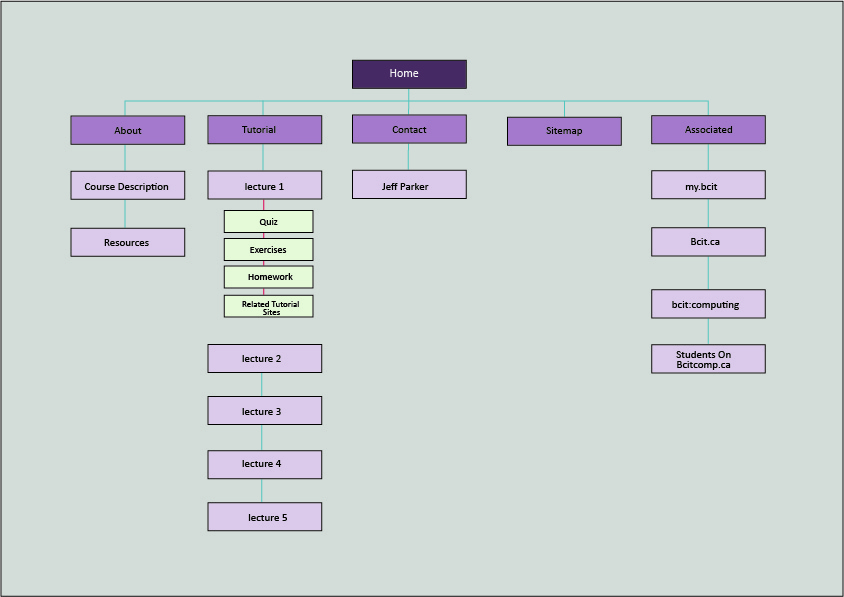 Home
About
Tutorial
Contact
Sitemap
Associated
Course Description
lecture 1
Jeff Parker
my.bcit
Quiz
Resources
Exercises
Bcit.ca
Homework
Related Tutorial
Sites
bcit:computing
lecture 2
Students On
Bcitcomp.ca
lecture 3
lecture 4
lecture 5